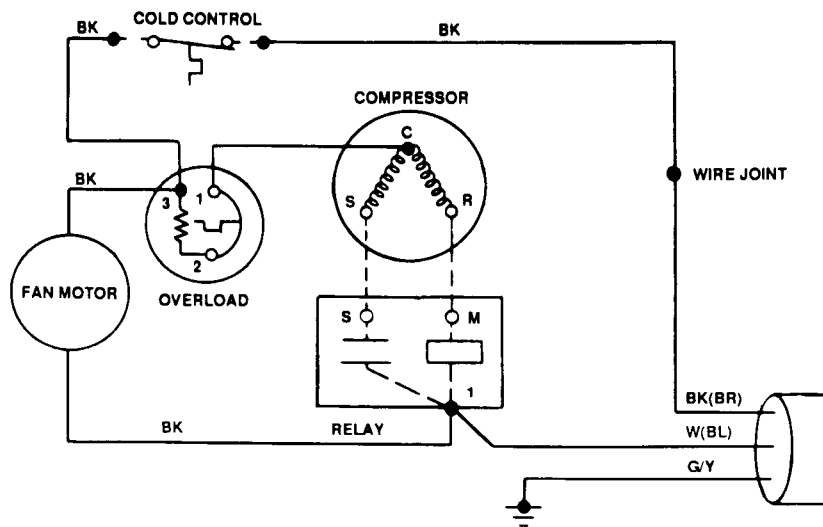 COLD CONTROL
BK
BK
COMPRESSOR
C
S
R
WIRE JOINT
BK
3
1
2
FAN MOTOR
OVERLOAD
S
M
1
BK
RELAY
BK(BR)
W(BL)
G/Y